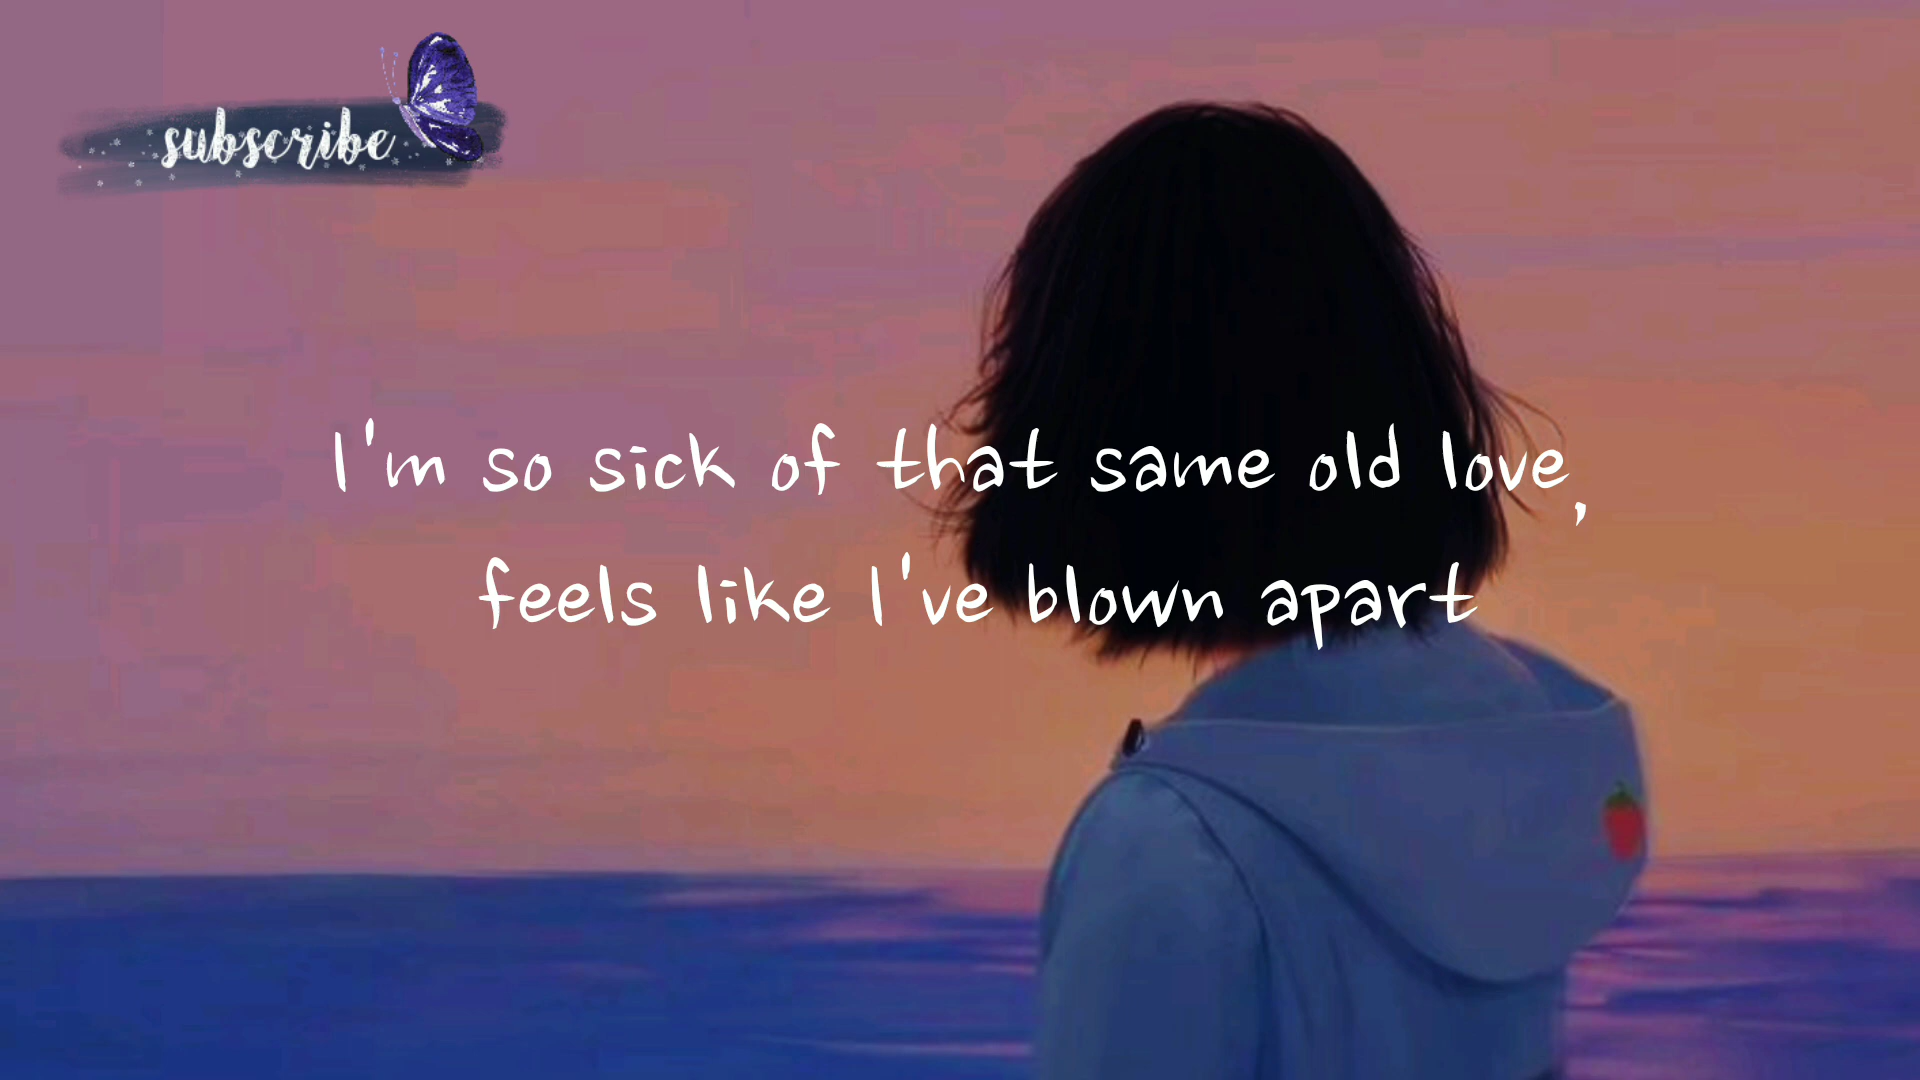 subscribe
I'm so sick of that same old love,
feels like I've blown apart